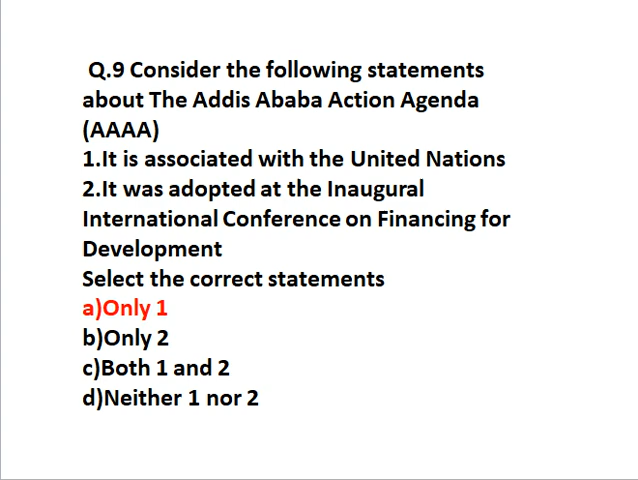 Q.9 Consider the following statements
about The Addis Ababa Action Agenda
(AAAA)
1.It is associated with the United Nations
2.It was adopted at the Inaugural
International Conference on Financing for
Development
Select the correct statements
a)Only 1
b)Only 2
c)Both 1 and 2
d)Neither 1 nor 2